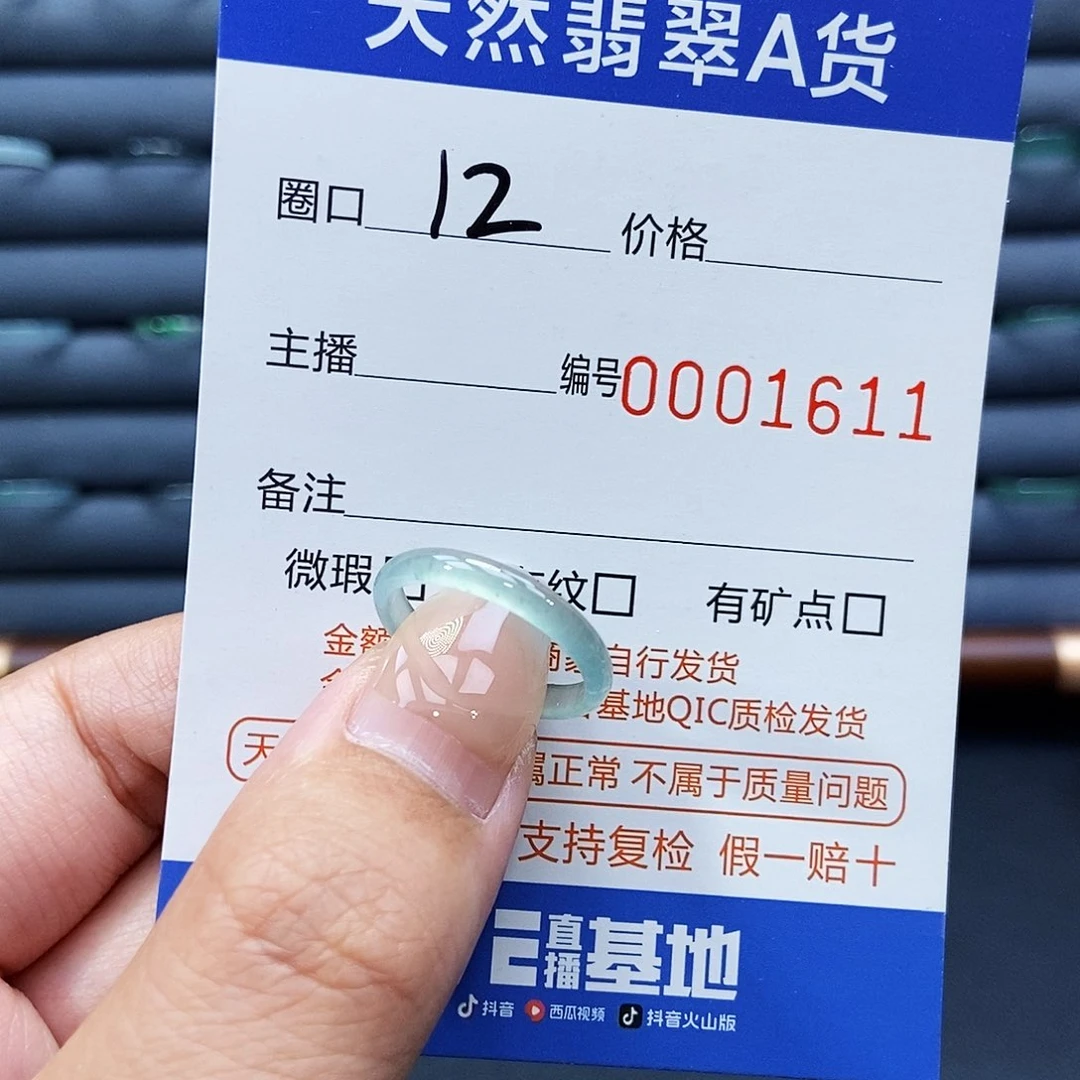 天然翡翠A货
圈口 12 价格
主播 编号0001611
备注
微瑕 纹□ 有矿点□
金额 自行发货
基地QIC质检发货
天 属正常 不属于质量问题
支持复检 假一赔十
直播基地
抖音 西瓜视频 抖音火山版